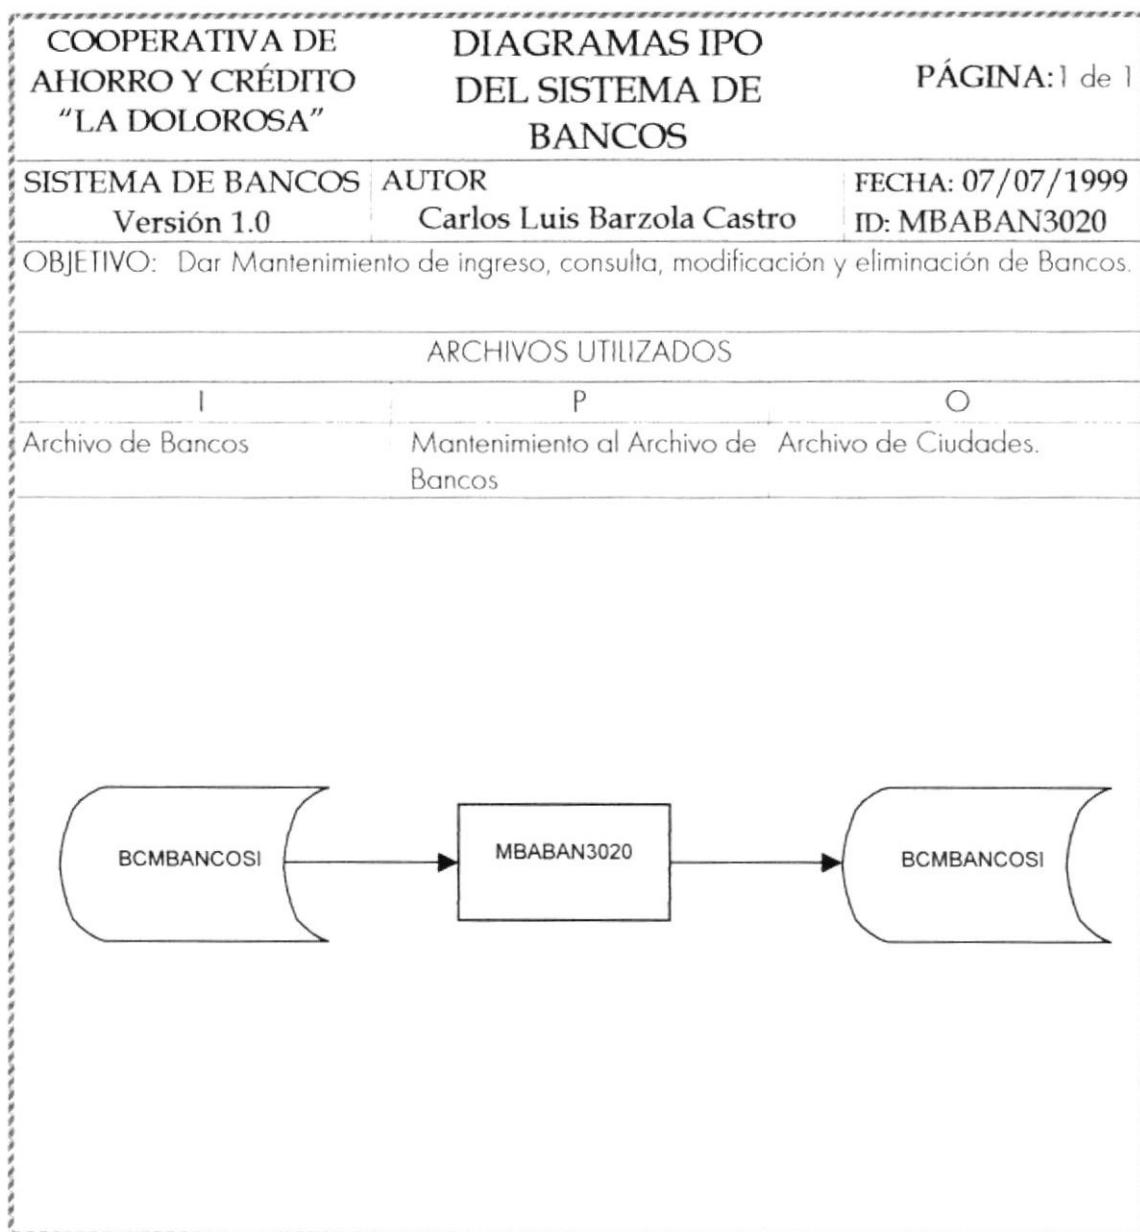 COOPERATIVA DE
AHORRO Y CRÉDITO
“LA DOLOROSA”
DIAGRAMAS IPO
DEL SISTEMA DE
BANCOS
PÁGINA:1 de 1
SISTEMA DE BANCOS
Versión 1.0
AUTOR
Carlos Luis Barzola Castro
FECHA: 07/07/1999
ID: MBABAN3020
OBJETIVO: Dar Mantenimiento de ingreso, consulta, modificación y eliminación de Bancos.
ARCHIVOS UTILIZADOS
I
P
O
Archivo de Bancos
Mantenimiento al Archivo de
Bancos
Archivo de Ciudades.
BCMBANCOSI
MBABAN3020
BCMBANCOSI